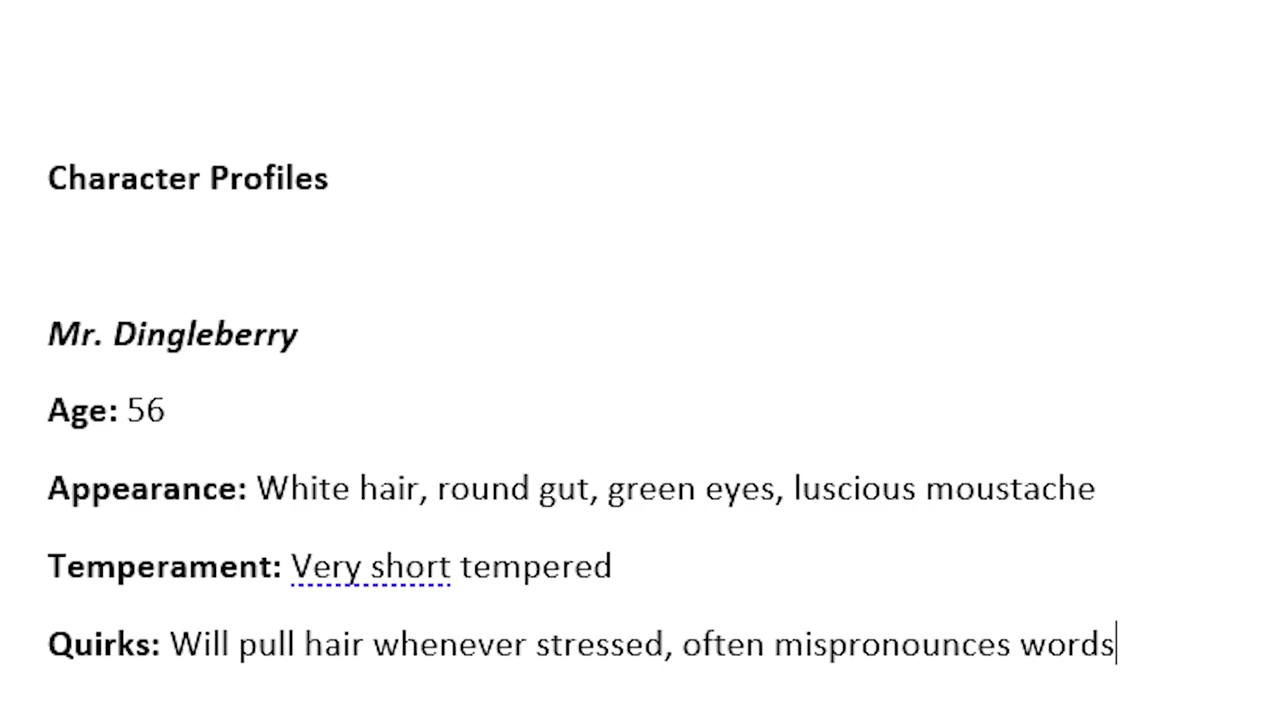 Character Profiles
Mr. Dingleberry
Age: 56
Appearance: White hair, round gut, green eyes, luscious moustache
Temperament: Very short tempered
Quirks: Will pull hair whenever stressed, often mispronounces words